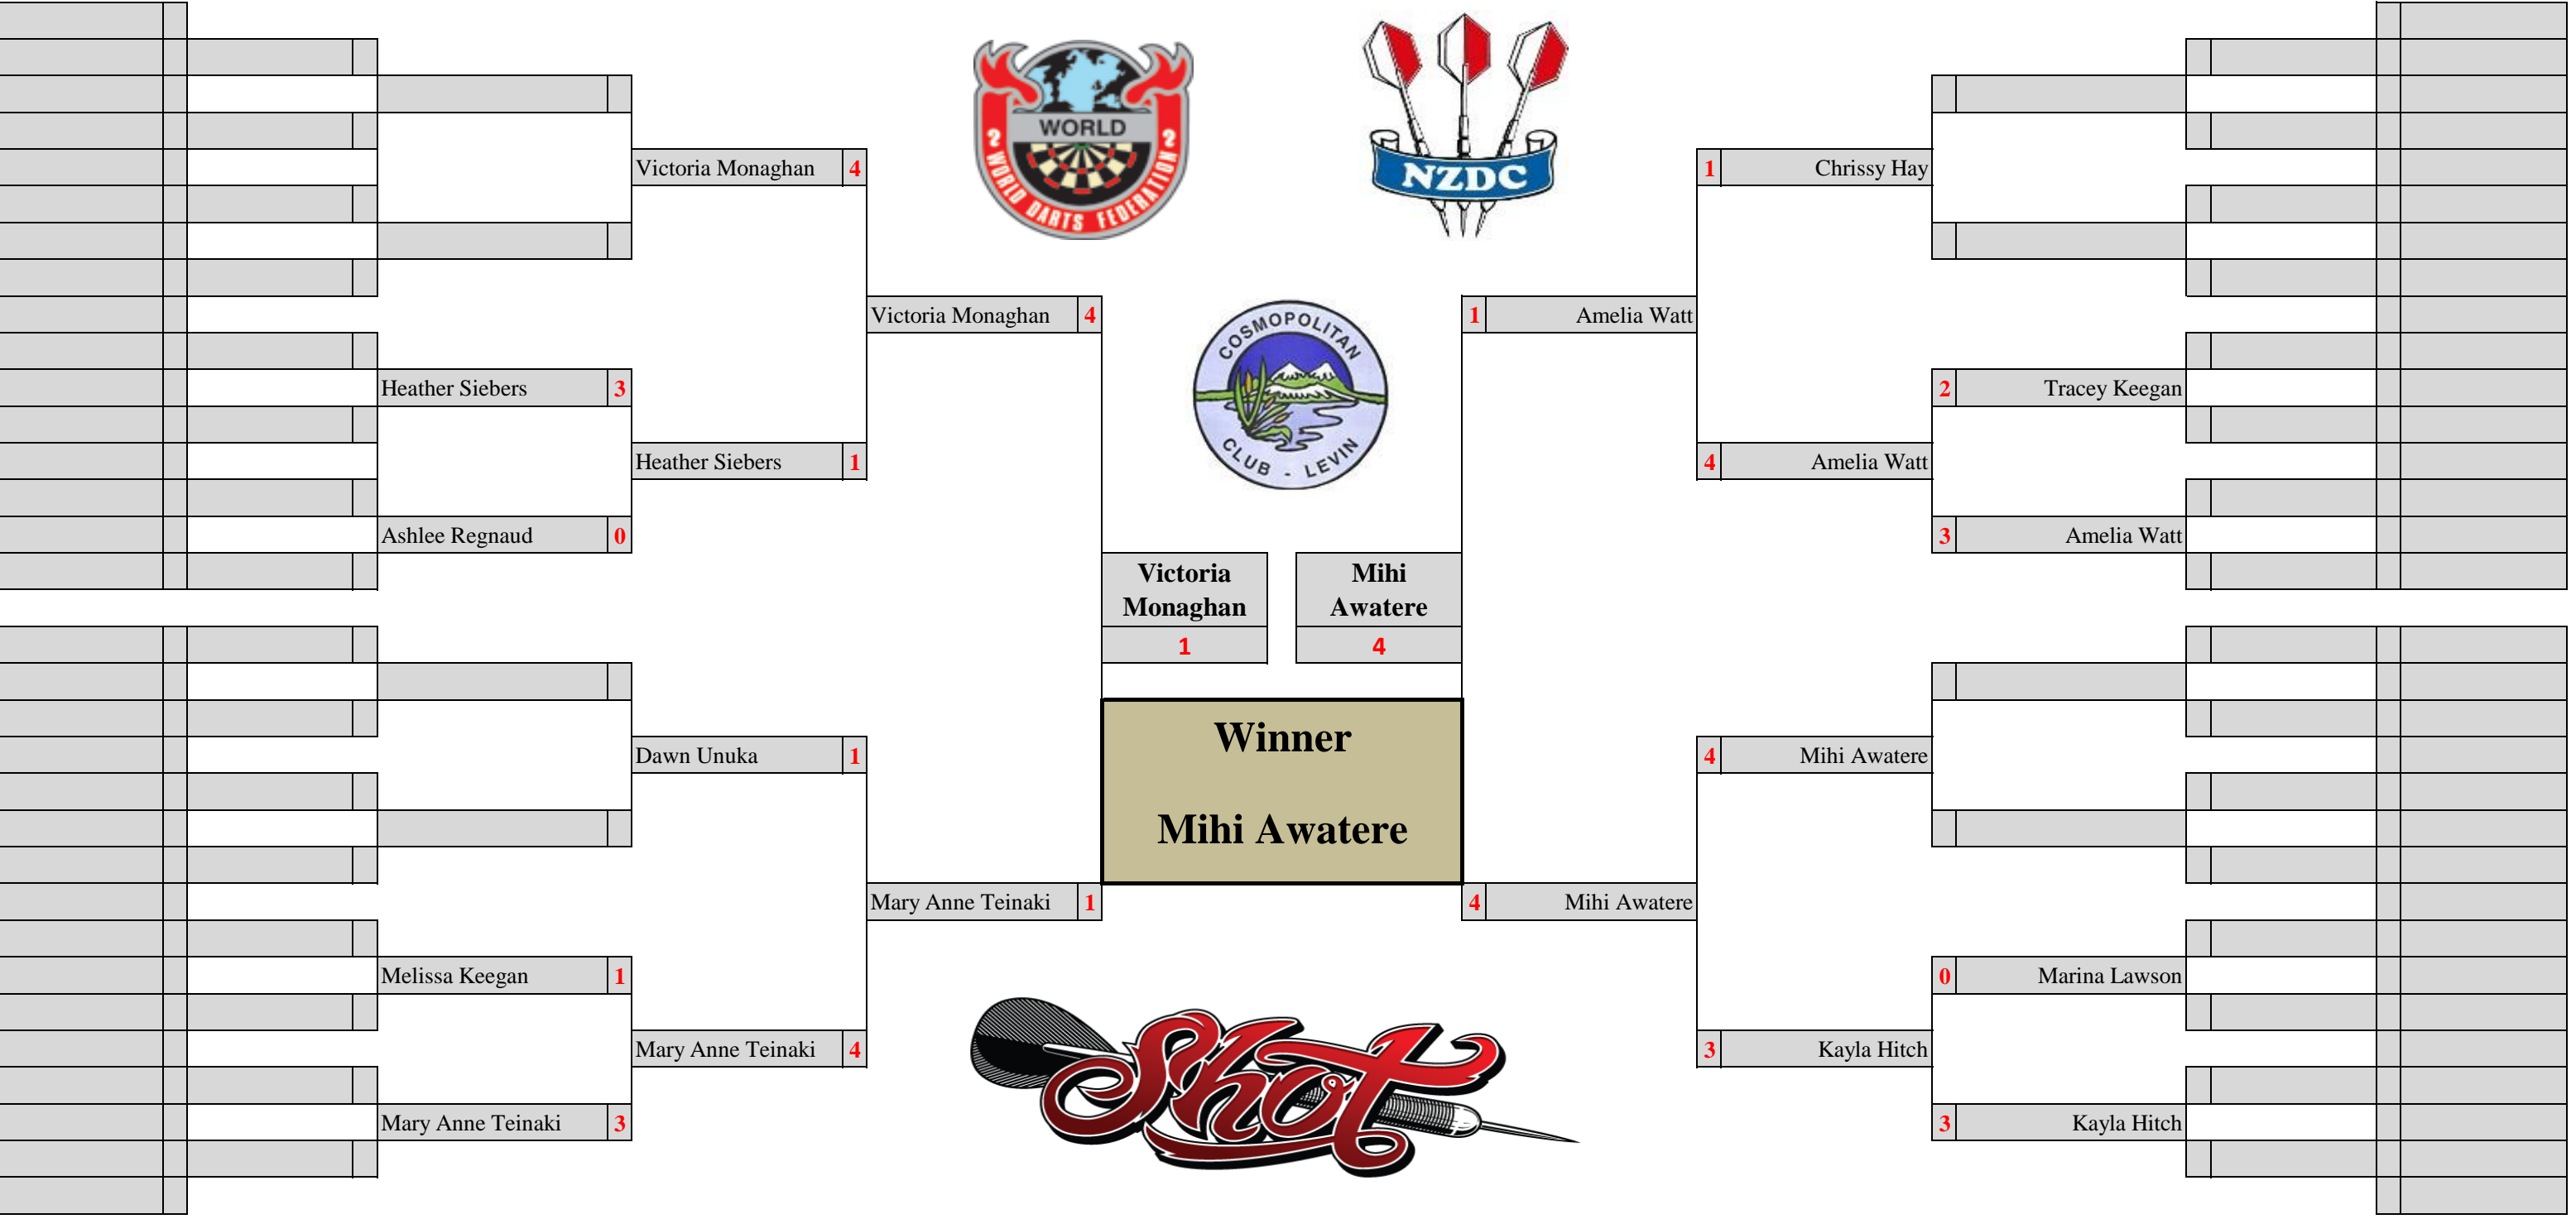 WORLD
2 WORLD DARTS FEDERATION 2
NZDC
Victoria Monaghan 4
1 Chrissy Hay
Victoria Monaghan 4
COSMOPOLITAN
CLUB - LEVIN
1 Amelia Watt
Heather Siebers 3
2 Tracey Keegan
Heather Siebers 1
4 Amelia Watt
Ashlee Regnaud 0
3 Amelia Watt
Victoria
Monaghan
1
Mihi
Awatere
4
Winner
Mihi Awatere
Dawn Unuka 1
4 Mihi Awatere
Mary Anne Teinaki 1
4 Mihi Awatere
Melissa Keegan 1
0 Marina Lawson
Mary Anne Teinaki 4
3 Kayla Hitch
Mary Anne Teinaki 3
3 Kayla Hitch
Shot